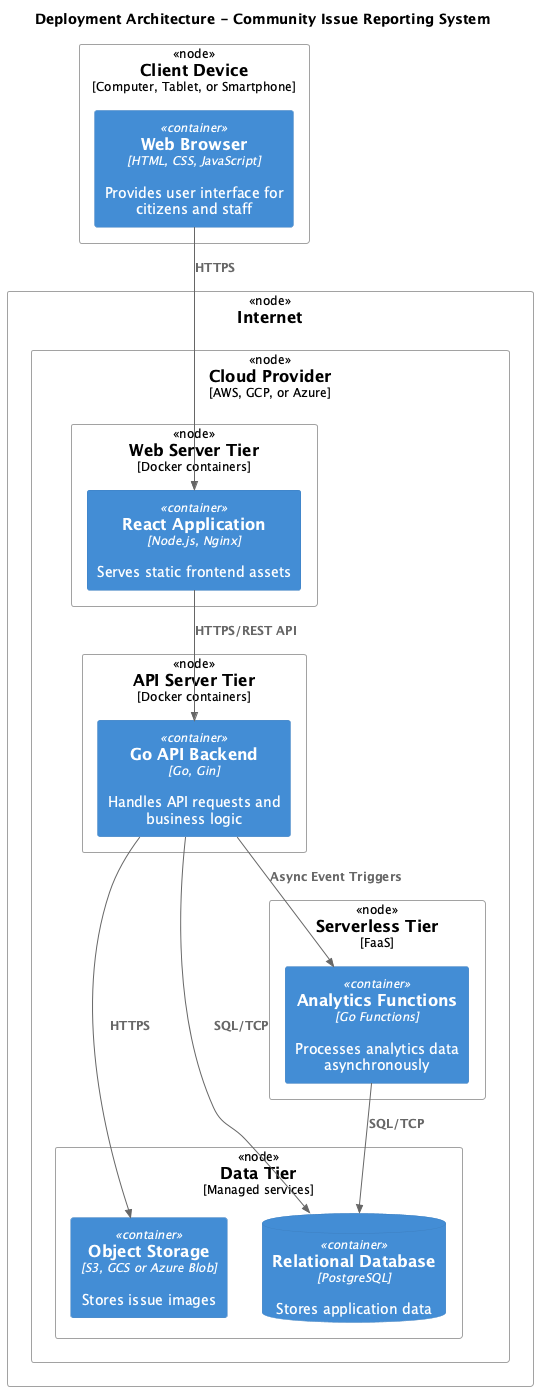 Deployment Architecture - Community Issue Reporting System
«node»
Client Device
[Computer, Tablet, or Smartphone]
«container»
Web Browser
[HTML, CSS, JavaScript]
Provides user interface for
citizens and staff
HTTPS
«node»
Internet
«node»
Cloud Provider
[AWS, GCP, or Azure]
«node»
Web Server Tier
[Docker containers]
«container»
React Application
[Node.js, Nginx]
Serves static frontend assets
HTTPS/REST API
«node»
API Server Tier
[Docker containers]
«container»
Go API Backend
[Go, Gin]
Handles API requests and
business logic
Async Event Triggers
«node»
Serverless Tier
[FaaS]
«container»
Analytics Functions
[Go Functions]
Processes analytics data
asynchronously
HTTPS
SQL/TCP
SQL/TCP
«node»
Data Tier
[Managed services]
«container»
Object Storage
[S3, GCS or Azure Blob]
Stores issue images
«container»
Relational Database
[PostgreSQL]
Stores application data